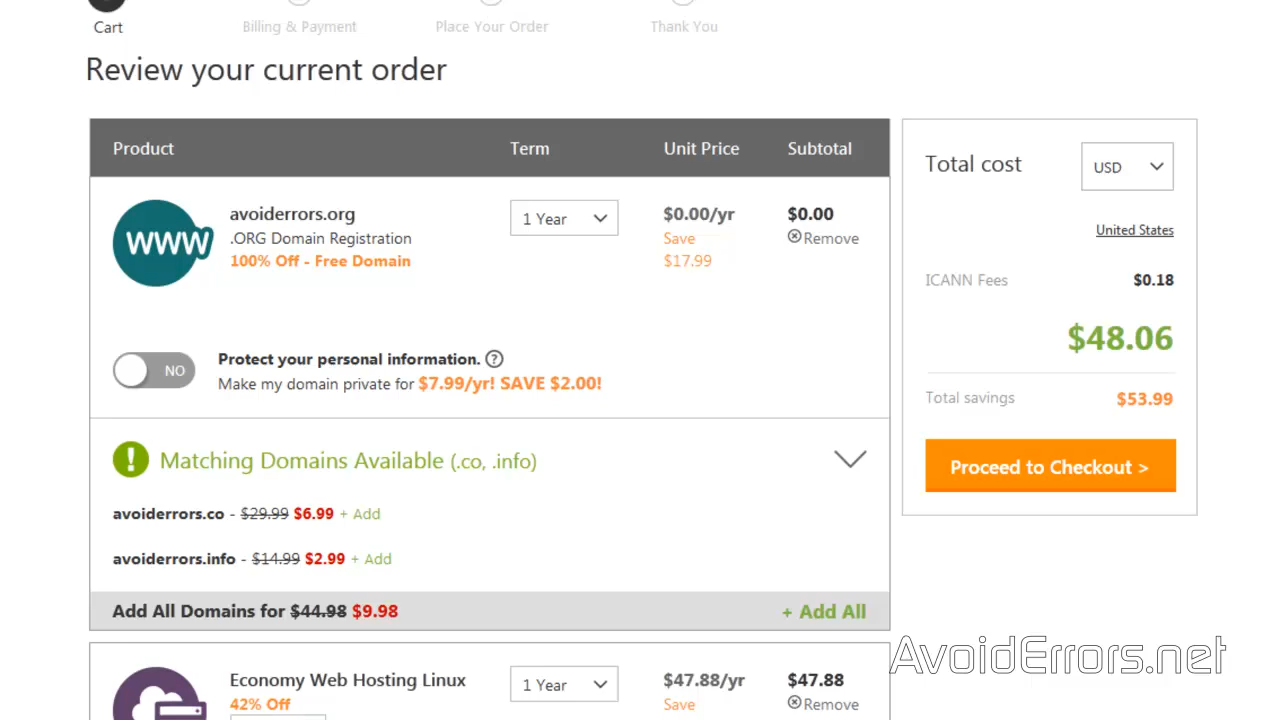 Cart
Billing & Payment
Place Your Order
Thank You
Review your current order
Product Term Unit Price Subtotal
Total cost
USD
avoiderrors.org
1 Year
$0.00/yr
$0.00
www
.ORG Domain Registration
Save
Remove
100% Off - Free Domain
$17.99
United States
ICANN Fees $0.18
$48.06
NO
Protect your personal information. ?
Make my domain private for $7.99/yr! SAVE $2.00!
Total savings $53.99
Proceed to Checkout >
! Matching Domains Available (.co, .info)
avoiderrors.co - $29.99 $6.99 + Add
avoiderrors.info - $14.99 $2.99 + Add
Add All Domains for $44.98 $9.98 + Add All
AvoidErrors.net
Economy Web Hosting Linux
1 Year
$47.88/yr
$47.88
42% Off
Save
Remove